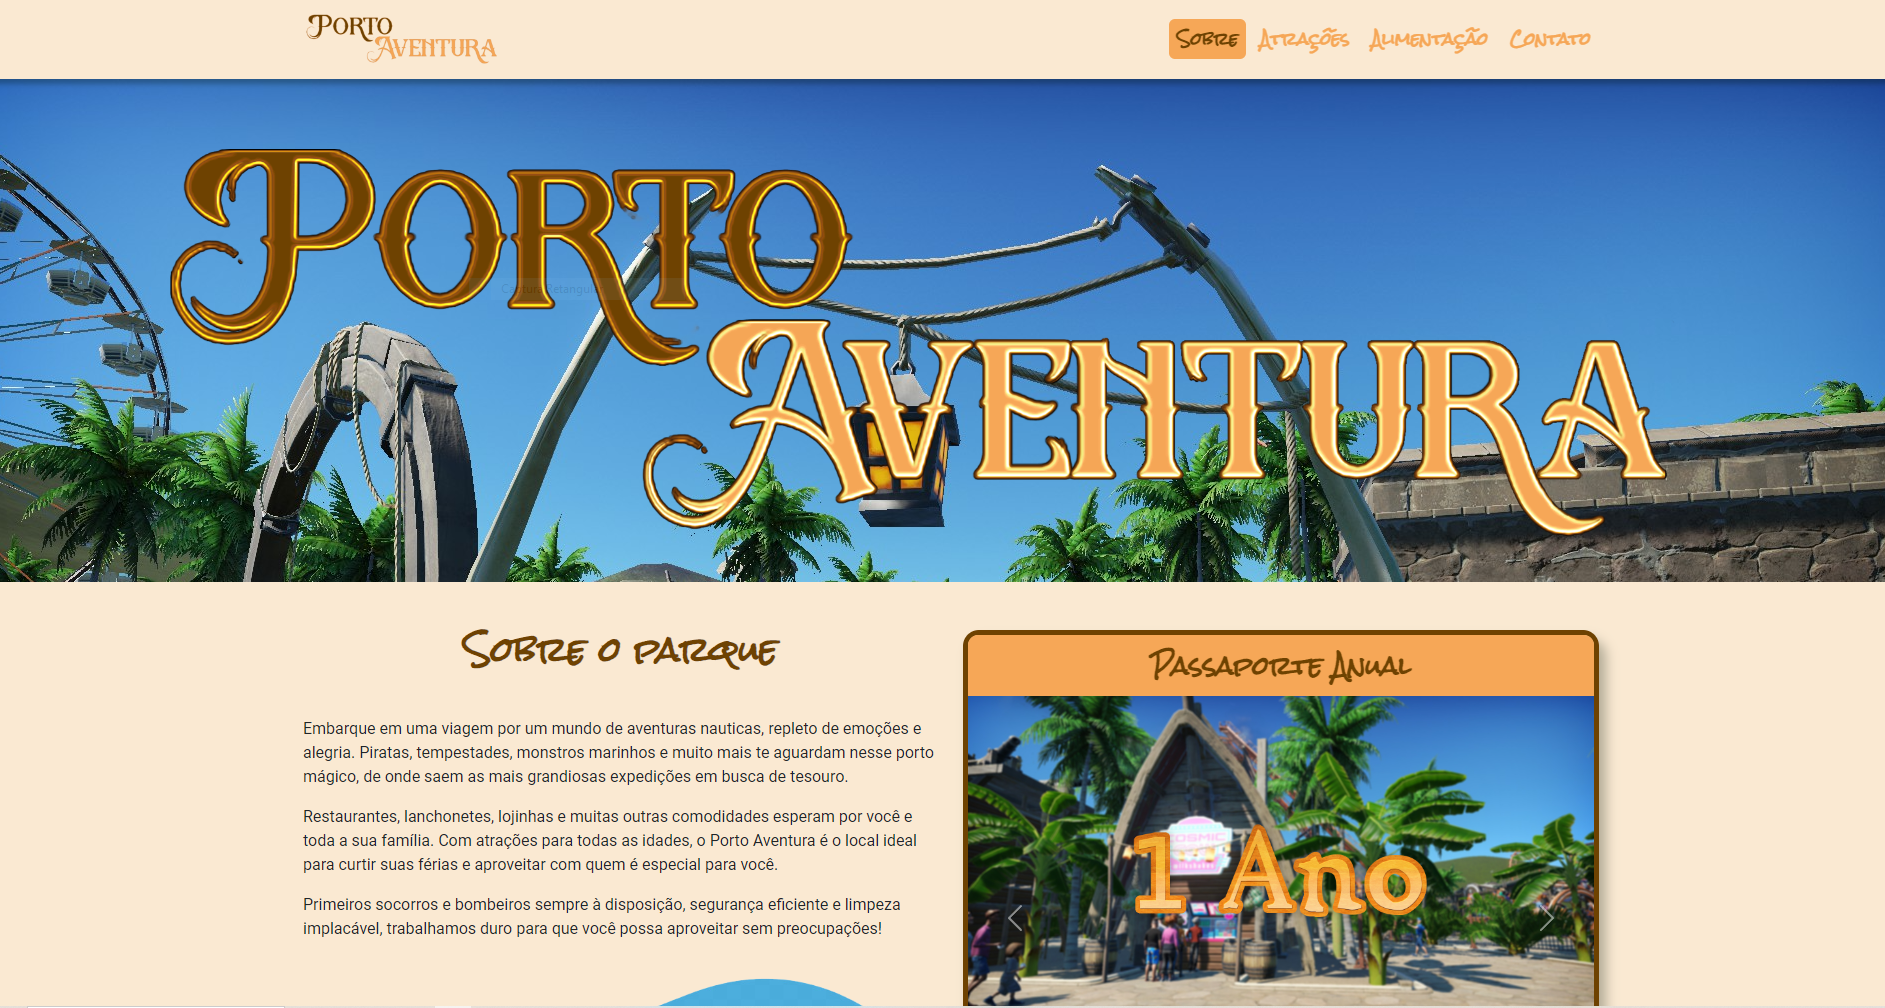 Porto
Aventura
Sobre Atrações Alimentação Contato
Porto
Aventura
Captura Retangular
Sobre o parque
Embarque em uma viagem por um mundo de aventuras nauticas, repleto de emoções e
alegria. Piratas, tempestades, monstros marinhos e muito mais te aguardam nesse porto
mágico, de onde saem as mais grandiosas expedições em busca de tesouro.
Restaurantes, lanchonetes, lojinhas e muitas outras comodidades esperam por você e
toda a sua família. Com atrações para todas as idades, o Porto Aventura é o local ideal
para curtir suas férias e aproveitar com quem é especial para você.
Primeiros socorros e bombeiros sempre à disposição, segurança eficiente e limpeza
implacável, trabalhamos duro para que você possa aproveitar sem preocupações!
Passaporte Anual
COSMIC
1 Ano